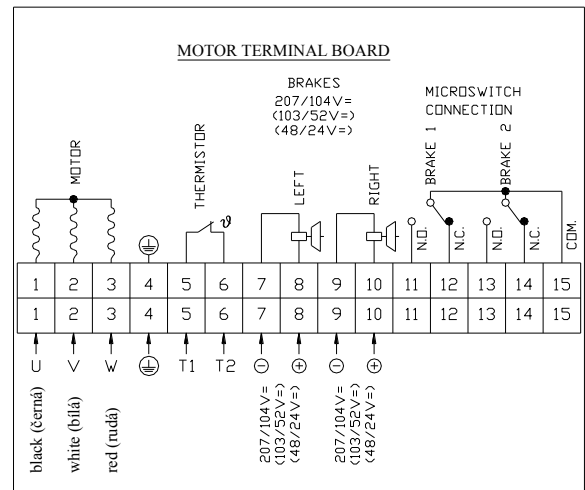 MOTOR TERMINAL BOARD
BRAKES
207/104V=
(103/52V=)
(48/24V=)
MICROSWITCH
CONNECTION
MOTOR
THERMISTOR
LEFT
RIGHT
BRAKE 1
BRAKE 2
ϑ
N.O.
N.C.
N.O.
N.C.
COM.
1 2 3 4 5 6 7 8 9 10 11 12 13 14 15
1 2 3 4 5 6 7 8 9 10 11 12 13 14 15
U V W T1 T2 - + - +
black (černá)
white (bílá)
red (rudá)
207/104V=
(103/52V=)
(48/24V=)
207/104V=
(103/52V=)
(48/24V=)